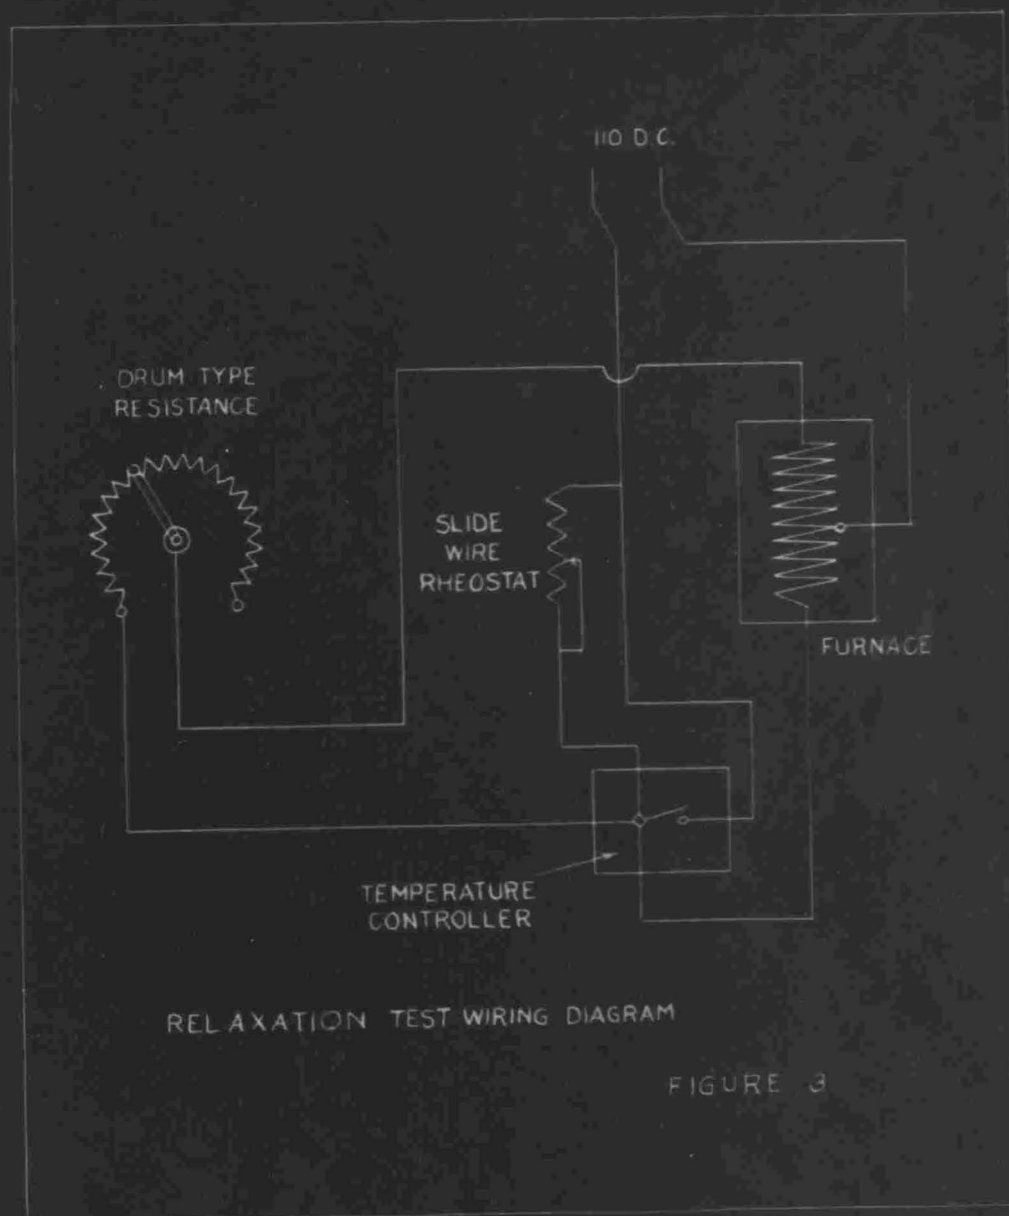 110 D.C.
DRUM TYPE
RESISTANCE
SLIDE
WIRE
RHEOSTAT
FURNACE
TEMPERATURE
CONTROLLER
RELAXATION TEST WIRING DIAGRAM
FIGURE 3